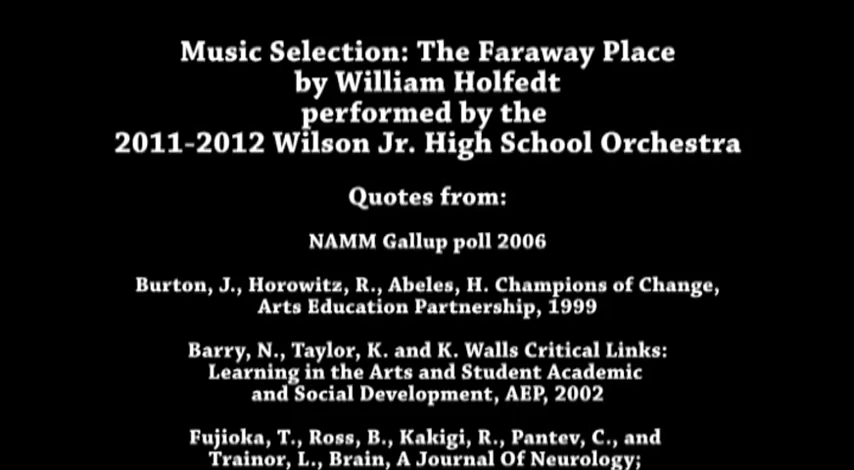 Music Selection: The Faraway Place
by William Holfedt
performed by the
2011-2012 Wilson Jr. High School Orchestra
Quotes from:
NAMM Gallup poll 2006
Burton, J., Horowitz, R., Abeles, H. Champions of Change,
Arts Education Partnership, 1999
Barry, N., Taylor, K. and K. Walls Critical Links:
Learning in the Arts and Student Academic
and Social Development, AEP, 2002
Fujioka, T., Ross, B., Kakigi, R., Pantev, C., and
Trainor, L., Brain, A Journal Of Neurology;